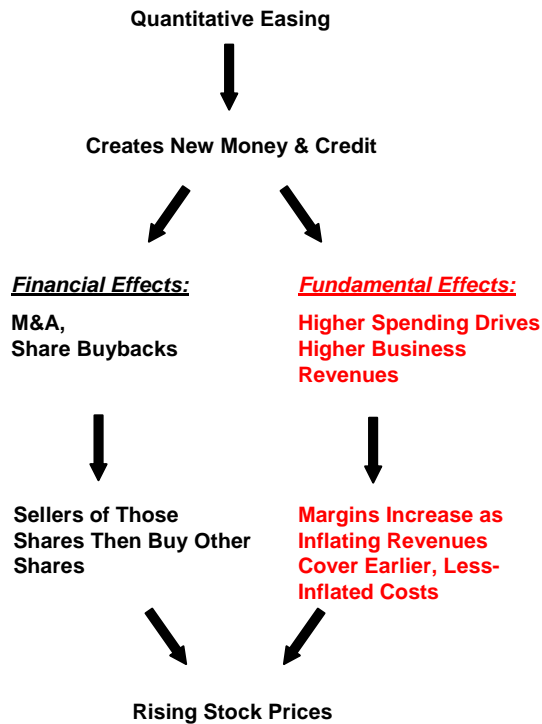 Quantitative Easing
Creates New Money & Credit
Financial Effects:
M&A,
Share Buybacks
Sellers of Those
Shares Then Buy Other
Shares
Fundamental Effects:
Higher Spending Drives
Higher Business
Revenues
Margins Increase as
Inflating Revenues
Cover Earlier, Less-
Inflated Costs
Rising Stock Prices